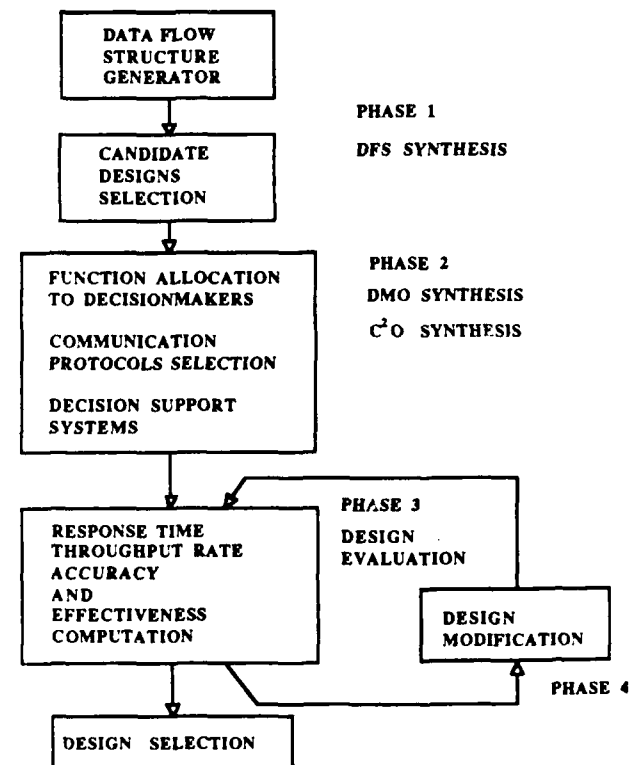 DATA FLOW
STRUCTURE
GENERATOR
PHASE 1
DFS SYNTHESIS
CANDIDATE
DESIGNS
SELECTION
PHASE 2
DMO SYNTHESIS
C²O SYNTHESIS
FUNCTION ALLOCATION
TO DECISIONMAKERS
COMMUNICATION
PROTOCOLS SELECTION
DECISION SUPPORT
SYSTEMS
PHASE 3
DESIGN
EVALUATION
RESPONSE TIME
THROUGHPUT RATE
ACCURACY
AND
EFFECTIVENESS
COMPUTATION
DESIGN
MODIFICATION
PHASE 4
DESIGN SELECTION